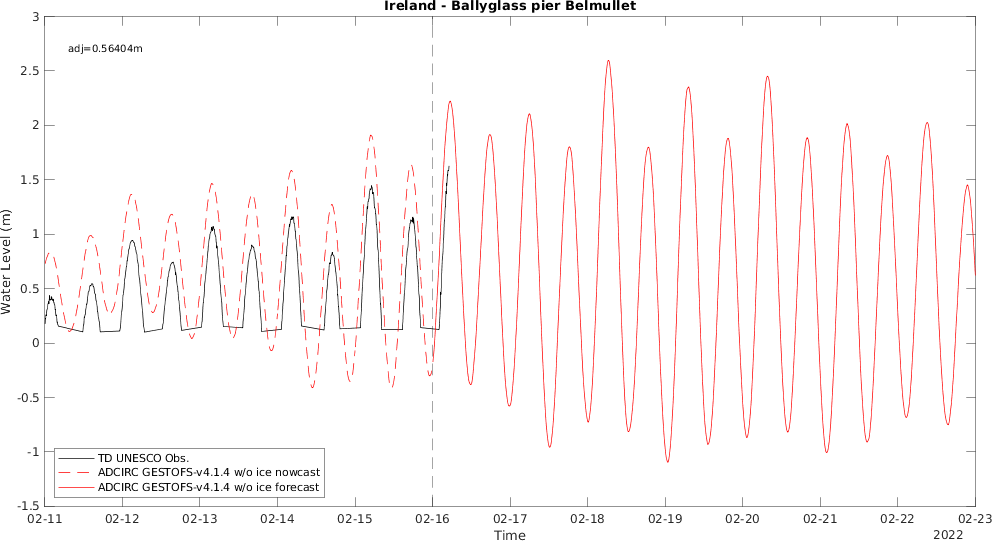 Ireland - Ballyglass pier Belmullet
adj=0.56404m
3
2.5
2
1.5
1
0.5
0
-0.5
-1
-1.5
Water Level (m)
TD UNESCO Obs.
ADCIRC GESTOFS-v4.1.4 w/o ice nowcast
ADCIRC GESTOFS-v4.1.4 w/o ice forecast
02-11 02-12 02-13 02-14 02-15 02-16 02-17 02-18 02-19 02-20 02-21 02-22 02-23
Time
2022